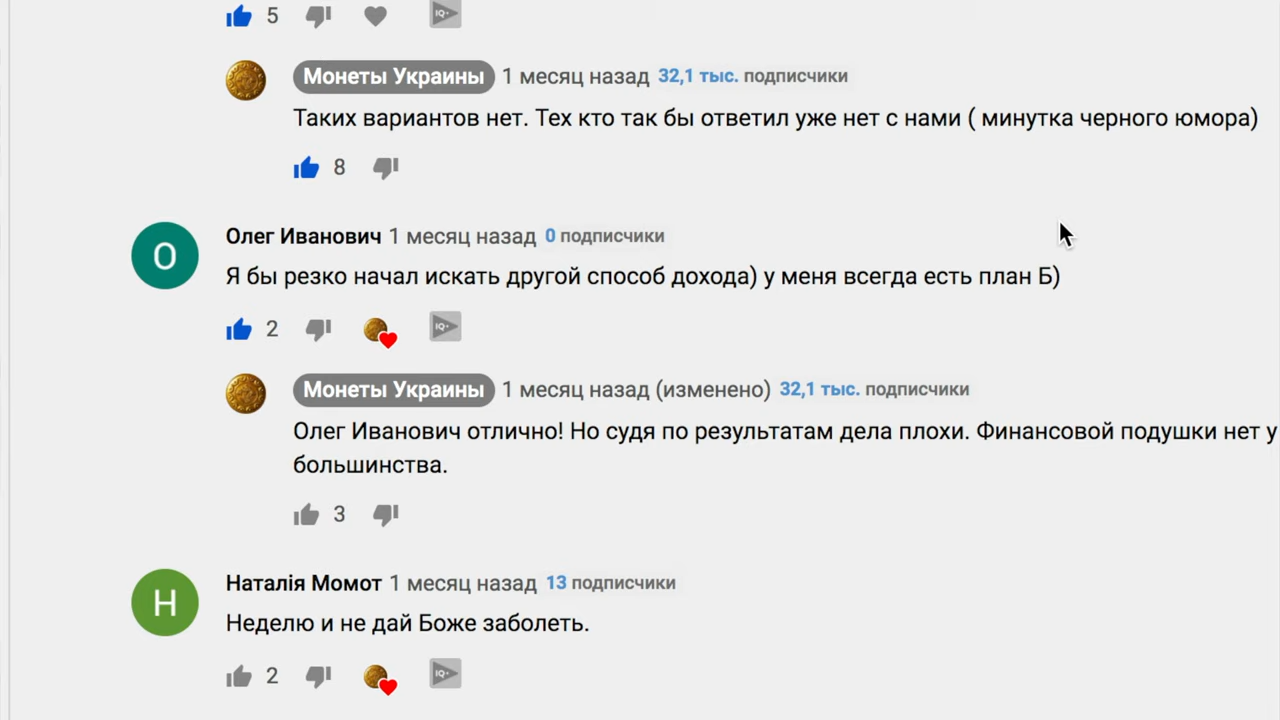 5
IQ+
Монеты Украины 1 месяц назад 32,1 тыс. подписчики
Таких вариантов нет. Тех кто так бы ответил уже нет с нами ( минутка черного юмора)
8
О
Олег Иванович 1 месяц назад 0 подписчики
Я бы резко начал искать другой способ дохода) у меня всегда есть план Б)
2
IQ+
Монеты Украины 1 месяц назад (изменено) 32,1 тыс. подписчики
Олег Иванович отлично! Но судя по результатам дела плохи. Финансовой подушки нет у
большинства.
3
Н
Наталія Момот 1 месяц назад 13 подписчики
Неделю и не дай Боже заболеть.
2
IQ+